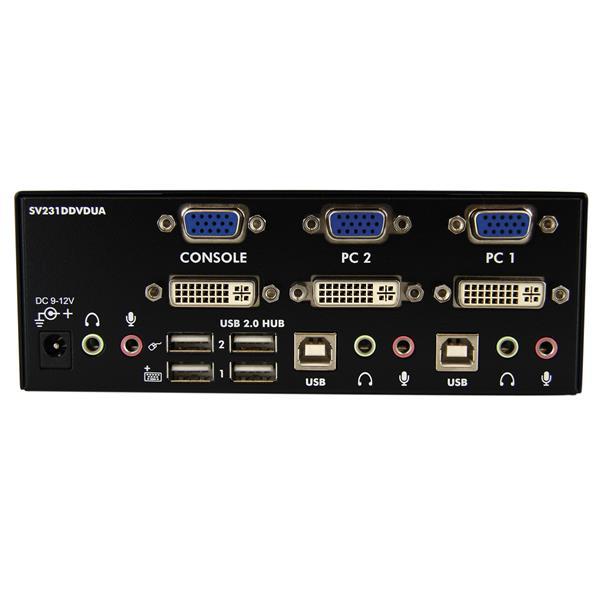 SV231DDVDUA
CONSOLE
PC 2
PC 1
DC 9-12V
USB 2.0 HUB
2
1
USB
USB